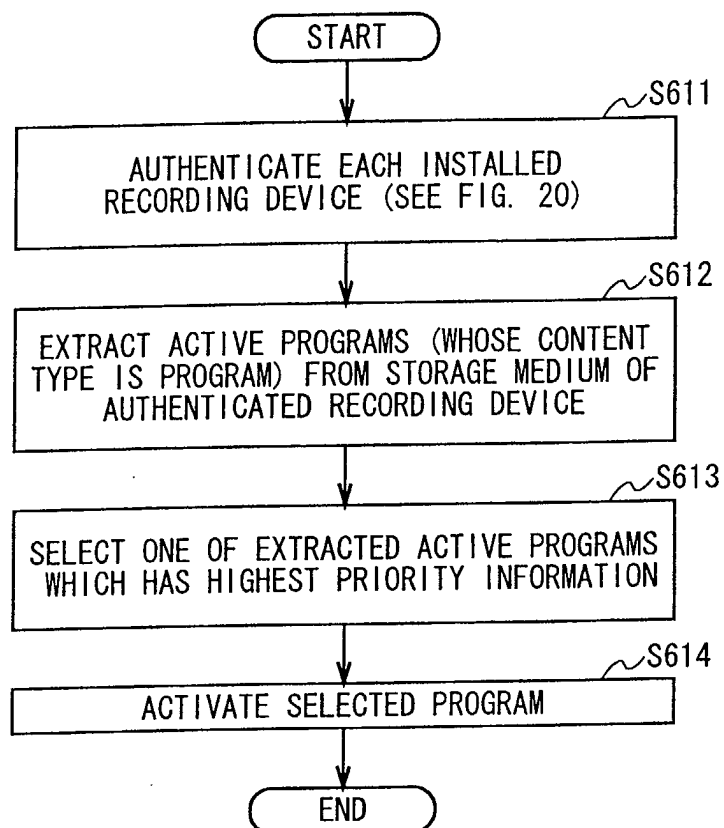 START
S611
AUTHENTICATE EACH INSTALLED
RECORDING DEVICE (SEE FIG. 20)
S612
EXTRACT ACTIVE PROGRAMS (WHOSE CONTENT
TYPE IS PROGRAM) FROM STORAGE MEDIUM OF
AUTHENTICATED RECORDING DEVICE
S613
SELECT ONE OF EXTRACTED ACTIVE PROGRAMS
WHICH HAS HIGHEST PRIORITY INFORMATION
S614
ACTIVATE SELECTED PROGRAM
END